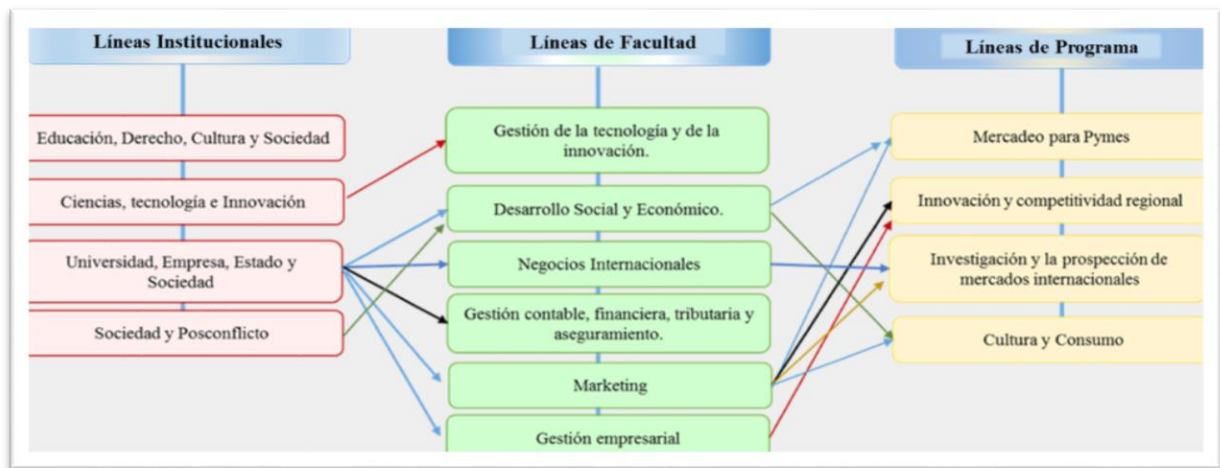 Líneas Institucionales
Educación, Derecho, Cultura y Sociedad
Ciencias, tecnología e Innovación
Universidad, Empresa, Estado y
Sociedad
Sociedad y Posconflicto
Líneas de Facultad
Gestión de la tecnología y de la
innovación.
Desarrollo Social y Económico.
Negocios Internacionales
Gestión contable, financiera, tributaria y
aseguramiento.
Marketing
Gestión empresarial
Líneas de Programa
Mercadeo para Pymes
Innovación y competitividad regional
Investigación y la prospección de
mercados internacionales
Cultura y Consumo